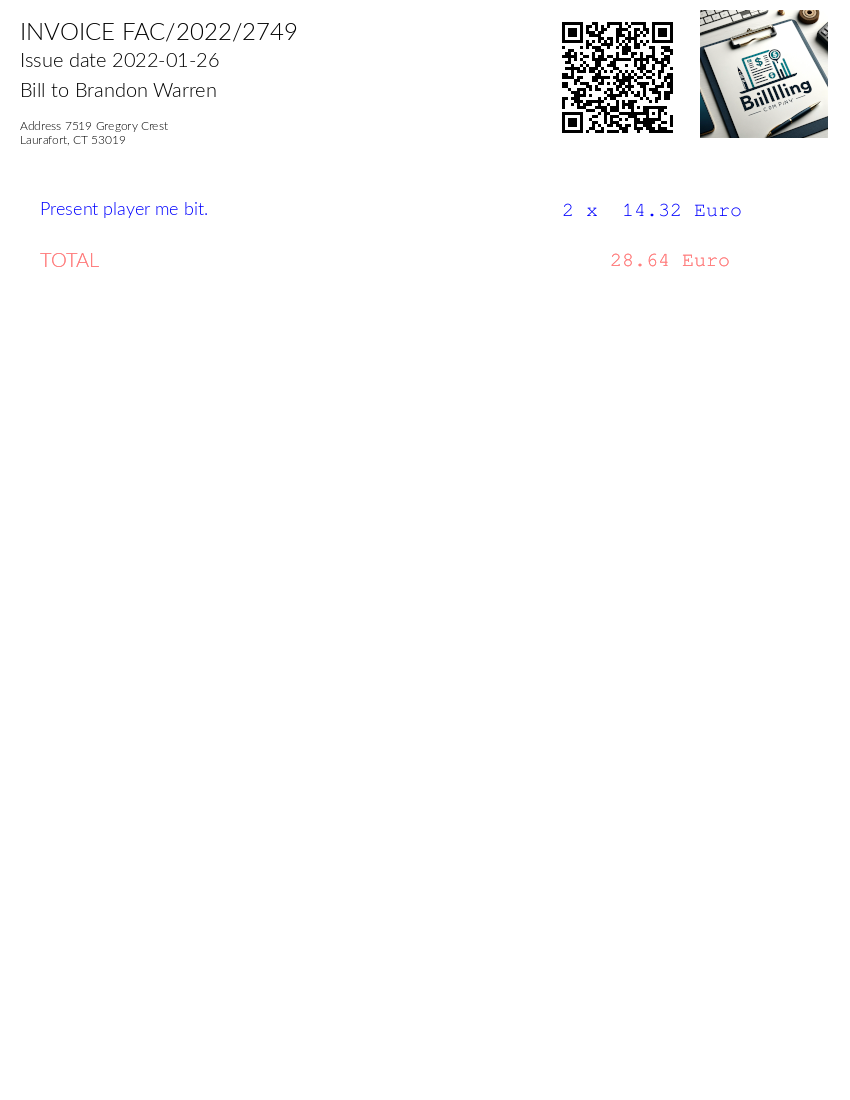 INVOICE FAC/2022/2749
Issue date 2022-01-26
Bill to Brandon Warren
Address 7519 Gregory Crest
Laurafort, CT 53019
Biillling
COMPANY
Present player me bit.
2 x 14.32 Euro
TOTAL
28.64 Euro